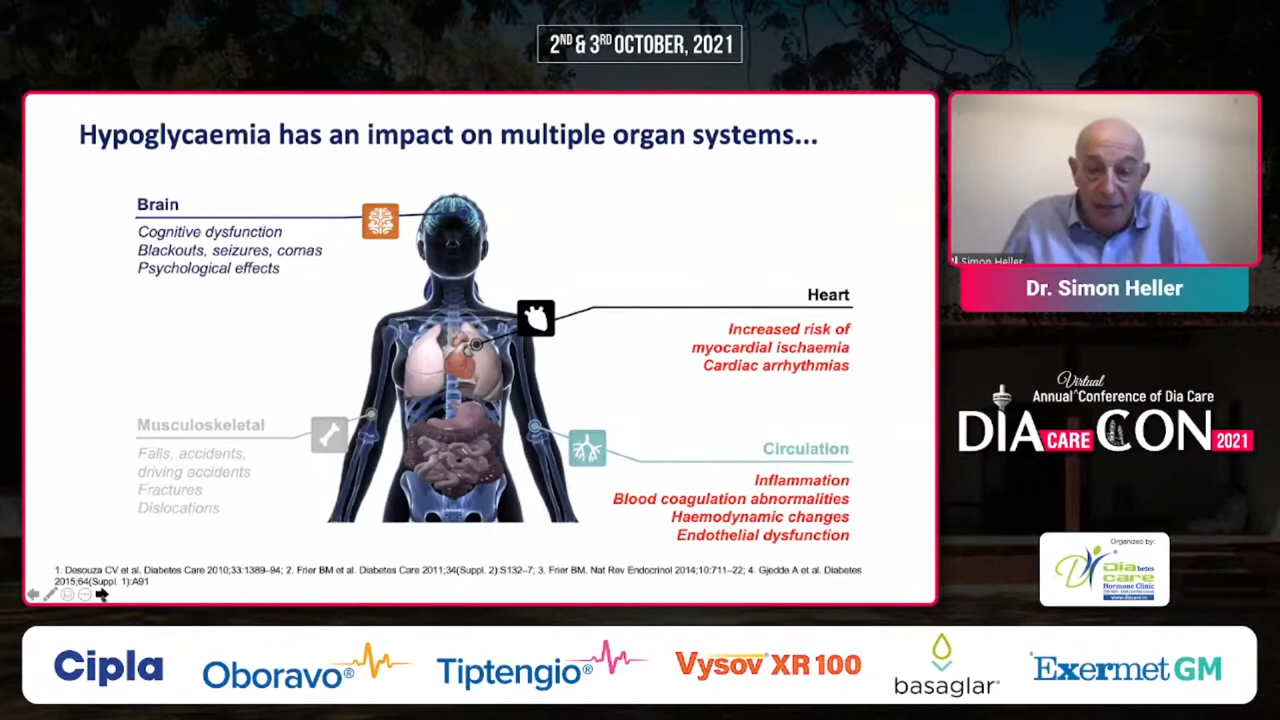 2ND & 3RD OCTOBER, 2021
Hypoglycaemia has an impact on multiple organ systems...
Brain
Cognitive dysfunction
Blackouts, seizures, comas
Psychological effects
Heart
Increased risk of
myocardial ischaemia
Cardiac arrhythmias
Musculoskeletal
Falls, accidents,
driving accidents
Fractures
Dislocations
Circulation
Inflammation
Blood coagulation abnormalities
Haemodynamic changes
Endothelial dysfunction
1. Desouza CV et al. Diabetes Care 2010;33:1389–94; 2. Frier BM et al. Diabetes Care 2011;34(Suppl. 2):S132–7; 3. Frier BM. Nat Rev Endocrinol 2014;10:711–22; 4. Gjedde A et al. Diabetes
2015;64(Suppl. 1):A91
Simon Heller
Dr. Simon Heller
Virtual
Annual^Conference of Dia Care
DIA CARE CON 2021
Organized by:
Diabetes
care
Hormone Clinic
Cipla
Oboravo®
Tiptengio®
Vysov® XR 100
basaglar®
Exermet GM